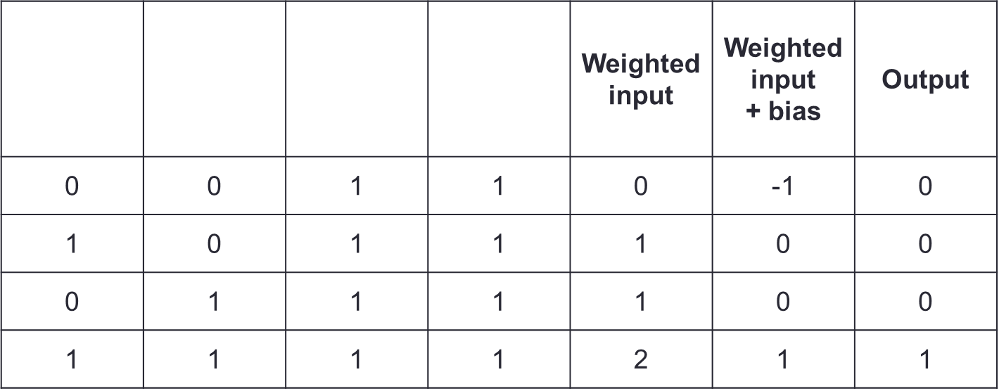 Weighted
input
Weighted
input
+ bias
Output
0 0 1 1 0 -1 0
1 0 1 1 1 0 0
0 1 1 1 1 0 0
1 1 1 1 2 1 1